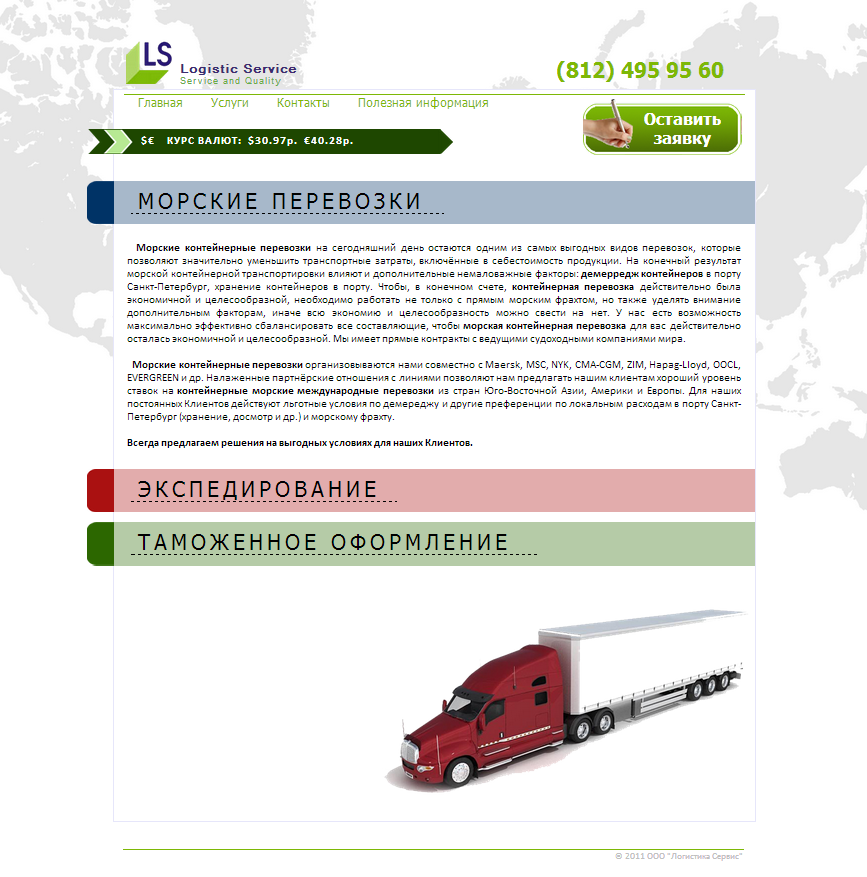 LS
Logistic Service
Service and Quality
(812) 495 95 60
Главная Услуги Контакты Полезная информация
Оставить
заявку
$€ КУРС ВАЛЮТ: $30.97р. €40.28р.
МОРСКИЕ ПЕРЕВОЗКИ
Морские контейнерные перевозки на сегодняшний день остаются одним из самых выгодных видов перевозок, которые
позволяют значительно уменьшить транспортные затраты, включённые в себестоимость продукции. На конечный результат
морской контейнерной транспортировки влияют и дополнительные немаловажные факторы: демерредж контейнеров в порту
Санкт-Петербург, хранение контейнеров в порту. Чтобы, в конечном счете, контейнерная перевозка действительно была
экономичной и целесообразной, необходимо работать не только с прямым морским фрахтом, но также уделять внимание
дополнительным факторам, иначе всю экономию и целесообразность можно свести на нет. У нас есть возможность
максимально эффективно сбалансировать все составляющие, чтобы морская контейнерная перевозка для вас действительно
осталась экономичной и целесообразной. Мы имеет прямые контракты с ведущими судоходными компаниями мира.
Морские контейнерные перевозки организовываются нами совместно с Maersk, MSC, NYK, CMA-CGM, ZIM, Hapag-Lloyd, OOCL,
EVERGREEN и др. Налаженные партнёрские отношения с линиями позволяют нам предлагать нашим клиентам хороший уровень
ставок на контейнерные морские международные перевозки из стран Юго-Восточной Азии, Америки и Европы. Для наших
постоянных Клиентов действуют льготные условия по демереджу и другие преференции по локальным расходам в порту Санкт-
Петербург (хранение, досмотр и др.) и морскому фрахту.
Всегда предлагаем решения на выгодных условиях для наших Клиентов.
ЭКСПЕДИРОВАНИЕ
ТАМОЖЕННОЕ ОФОРМЛЕНИЕ
© 2011 ООО "Логистика Сервис"